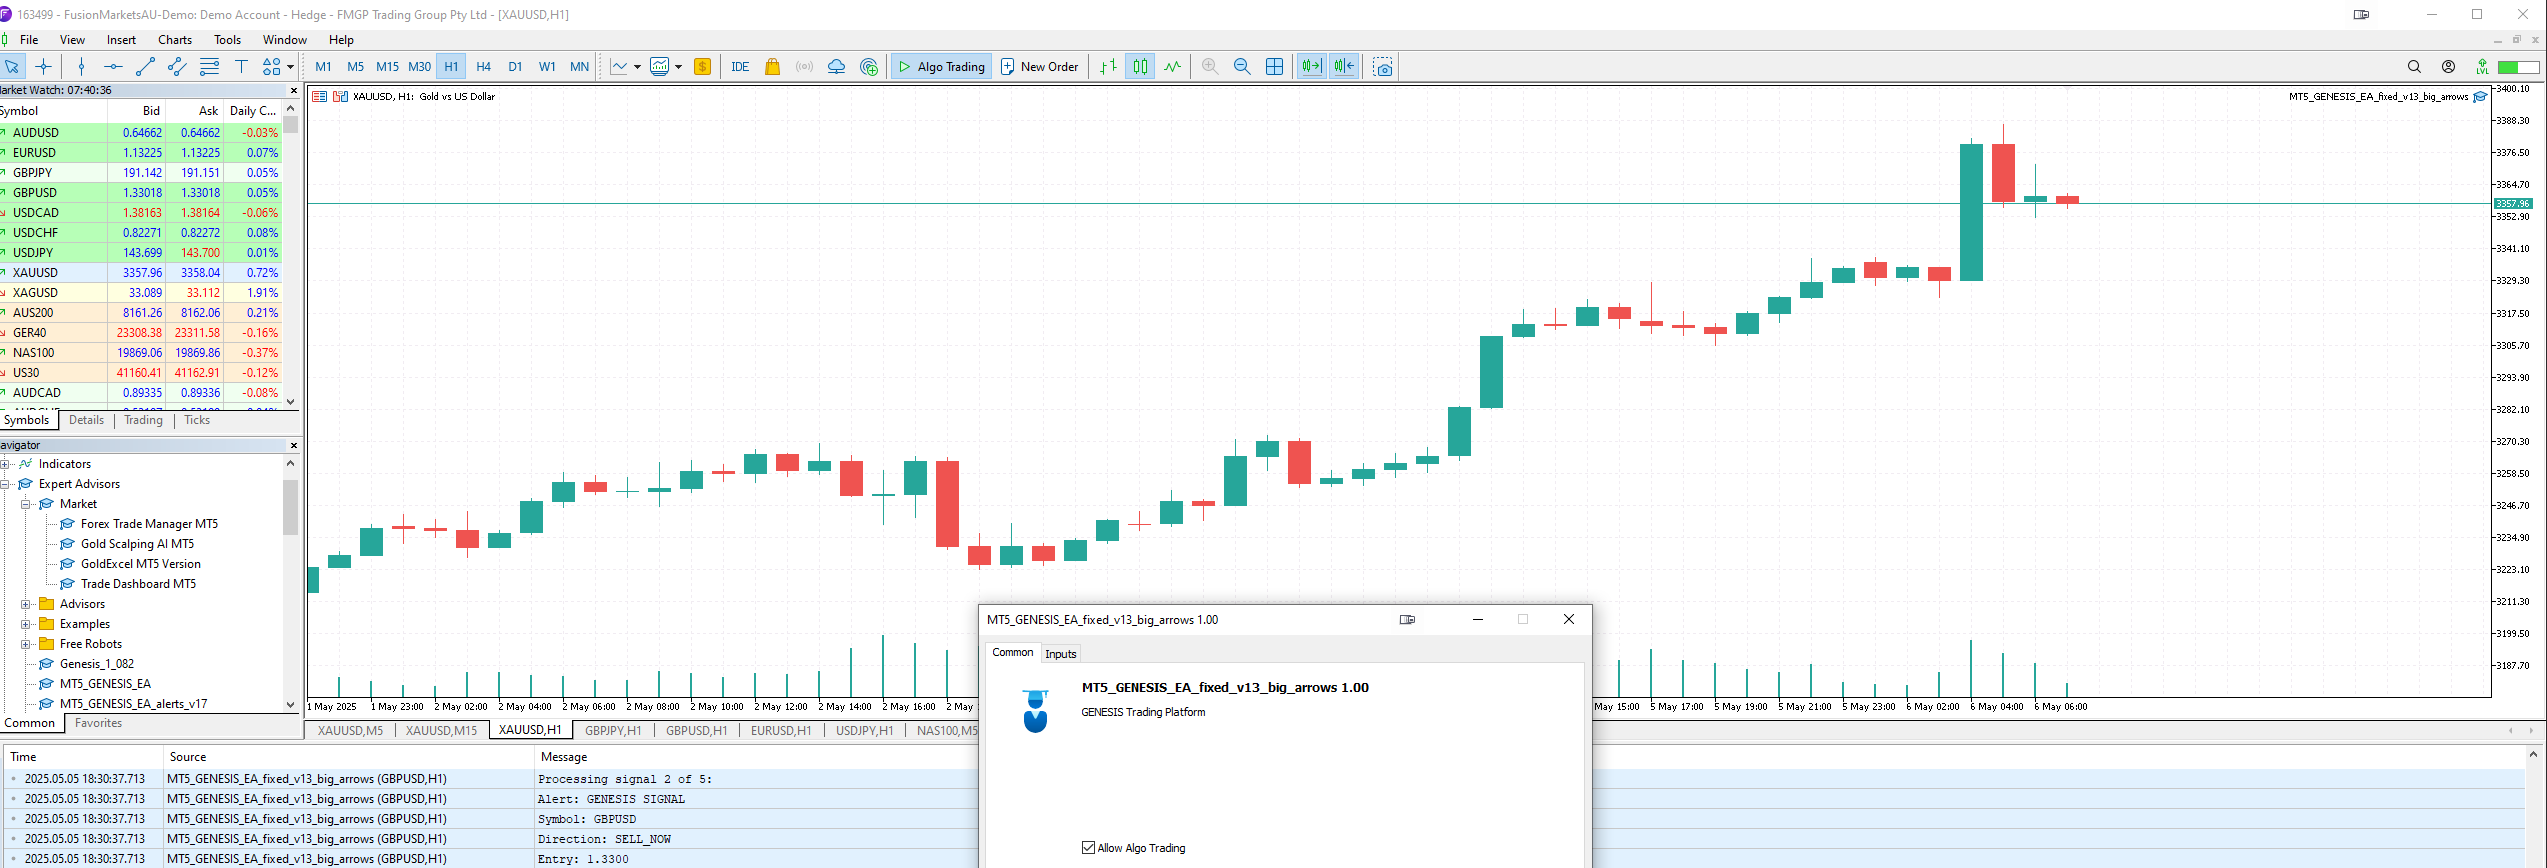 163499 - FusionMarketsAU-Demo: Demo Account - Hedge - FMGP Trading Group Pty Ltd - [XAUUSD,H1]
File View Insert Charts Tools Window Help
M1 M5 M15 M30 H1 H4 D1 W1 MN IDE Algo Trading New Order LVL
arket Watch: 07:40:36
ymbol Bid Ask Daily C...
AUDUSD 0.64662 0.64662 -0.03%
EURUSD 1.13225 1.13225 0.07%
GBPJPY 191.142 191.151 0.05%
GBPUSD 1.33018 1.33018 0.05%
USDCAD 1.38163 1.38164 -0.06%
USDCHF 0.82271 0.82272 0.08%
USDJPY 143.699 143.700 0.01%
XAUUSD 3357.96 3358.04 0.72%
XAGUSD 33.089 33.112 1.91%
AUS200 8161.26 8162.06 0.21%
GER40 23308.38 23311.58 -0.16%
NAS100 19869.06 19869.86 -0.37%
US30 41160.41 41162.91 -0.12%
AUDCAD 0.89335 0.89336 -0.08%
Symbols Details Trading Ticks
avigator
Indicators
Expert Advisors
Market
Forex Trade Manager MT5
Gold Scalping AI MT5
GoldExcel MT5 Version
Trade Dashboard MT5
Advisors
Examples
Free Robots
Genesis_1_082
MT5_GENESIS_EA
MT5_GENESIS_EA_alerts_v17
Common Favorites
XAUUSD, H1: Gold vs US Dollar
MT5_GENESIS_EA_fixed_v13_big_arrows
3400.10
3388.30
3376.50
3364.70
3357.96
3352.90
3341.10
3329.30
3317.50
3305.70
3293.90
3282.10
3270.30
3258.50
3246.70
3234.90
3223.10
3211.30
3199.50
3187.70
1 May 2025 1 May 23:00 2 May 02:00 2 May 04:00 2 May 06:00 2 May 08:00 2 May 10:00 2 May 12:00 2 May 14:00 2 May 16:00 2 May May 15:00 5 May 17:00 5 May 19:00 5 May 21:00 5 May 23:00 6 May 02:00 6 May 04:00 6 May 06:00
XAUUSD,M5 XAUUSD,M15 XAUUSD,H1 GBPJPY,H1 GBPUSD,H1 EURUSD,H1 USDJPY,H1 NAS100,M5
MT5_GENESIS_EA_fixed_v13_big_arrows 1.00
Common Inputs
MT5_GENESIS_EA_fixed_v13_big_arrows 1.00
GENESIS Trading Platform
Allow Algo Trading
Time Source Message
2025.05.05 18:30:37.713 MT5_GENESIS_EA_fixed_v13_big_arrows (GBPUSD,H1) Processing signal 2 of 5:
2025.05.05 18:30:37.713 MT5_GENESIS_EA_fixed_v13_big_arrows (GBPUSD,H1) Alert: GENESIS SIGNAL
2025.05.05 18:30:37.713 MT5_GENESIS_EA_fixed_v13_big_arrows (GBPUSD,H1) Symbol: GBPUSD
2025.05.05 18:30:37.713 MT5_GENESIS_EA_fixed_v13_big_arrows (GBPUSD,H1) Direction: SELL_NOW
2025.05.05 18:30:37.713 MT5_GENESIS_EA_fixed_v13_big_arrows (GBPUSD,H1) Entry: 1.3300